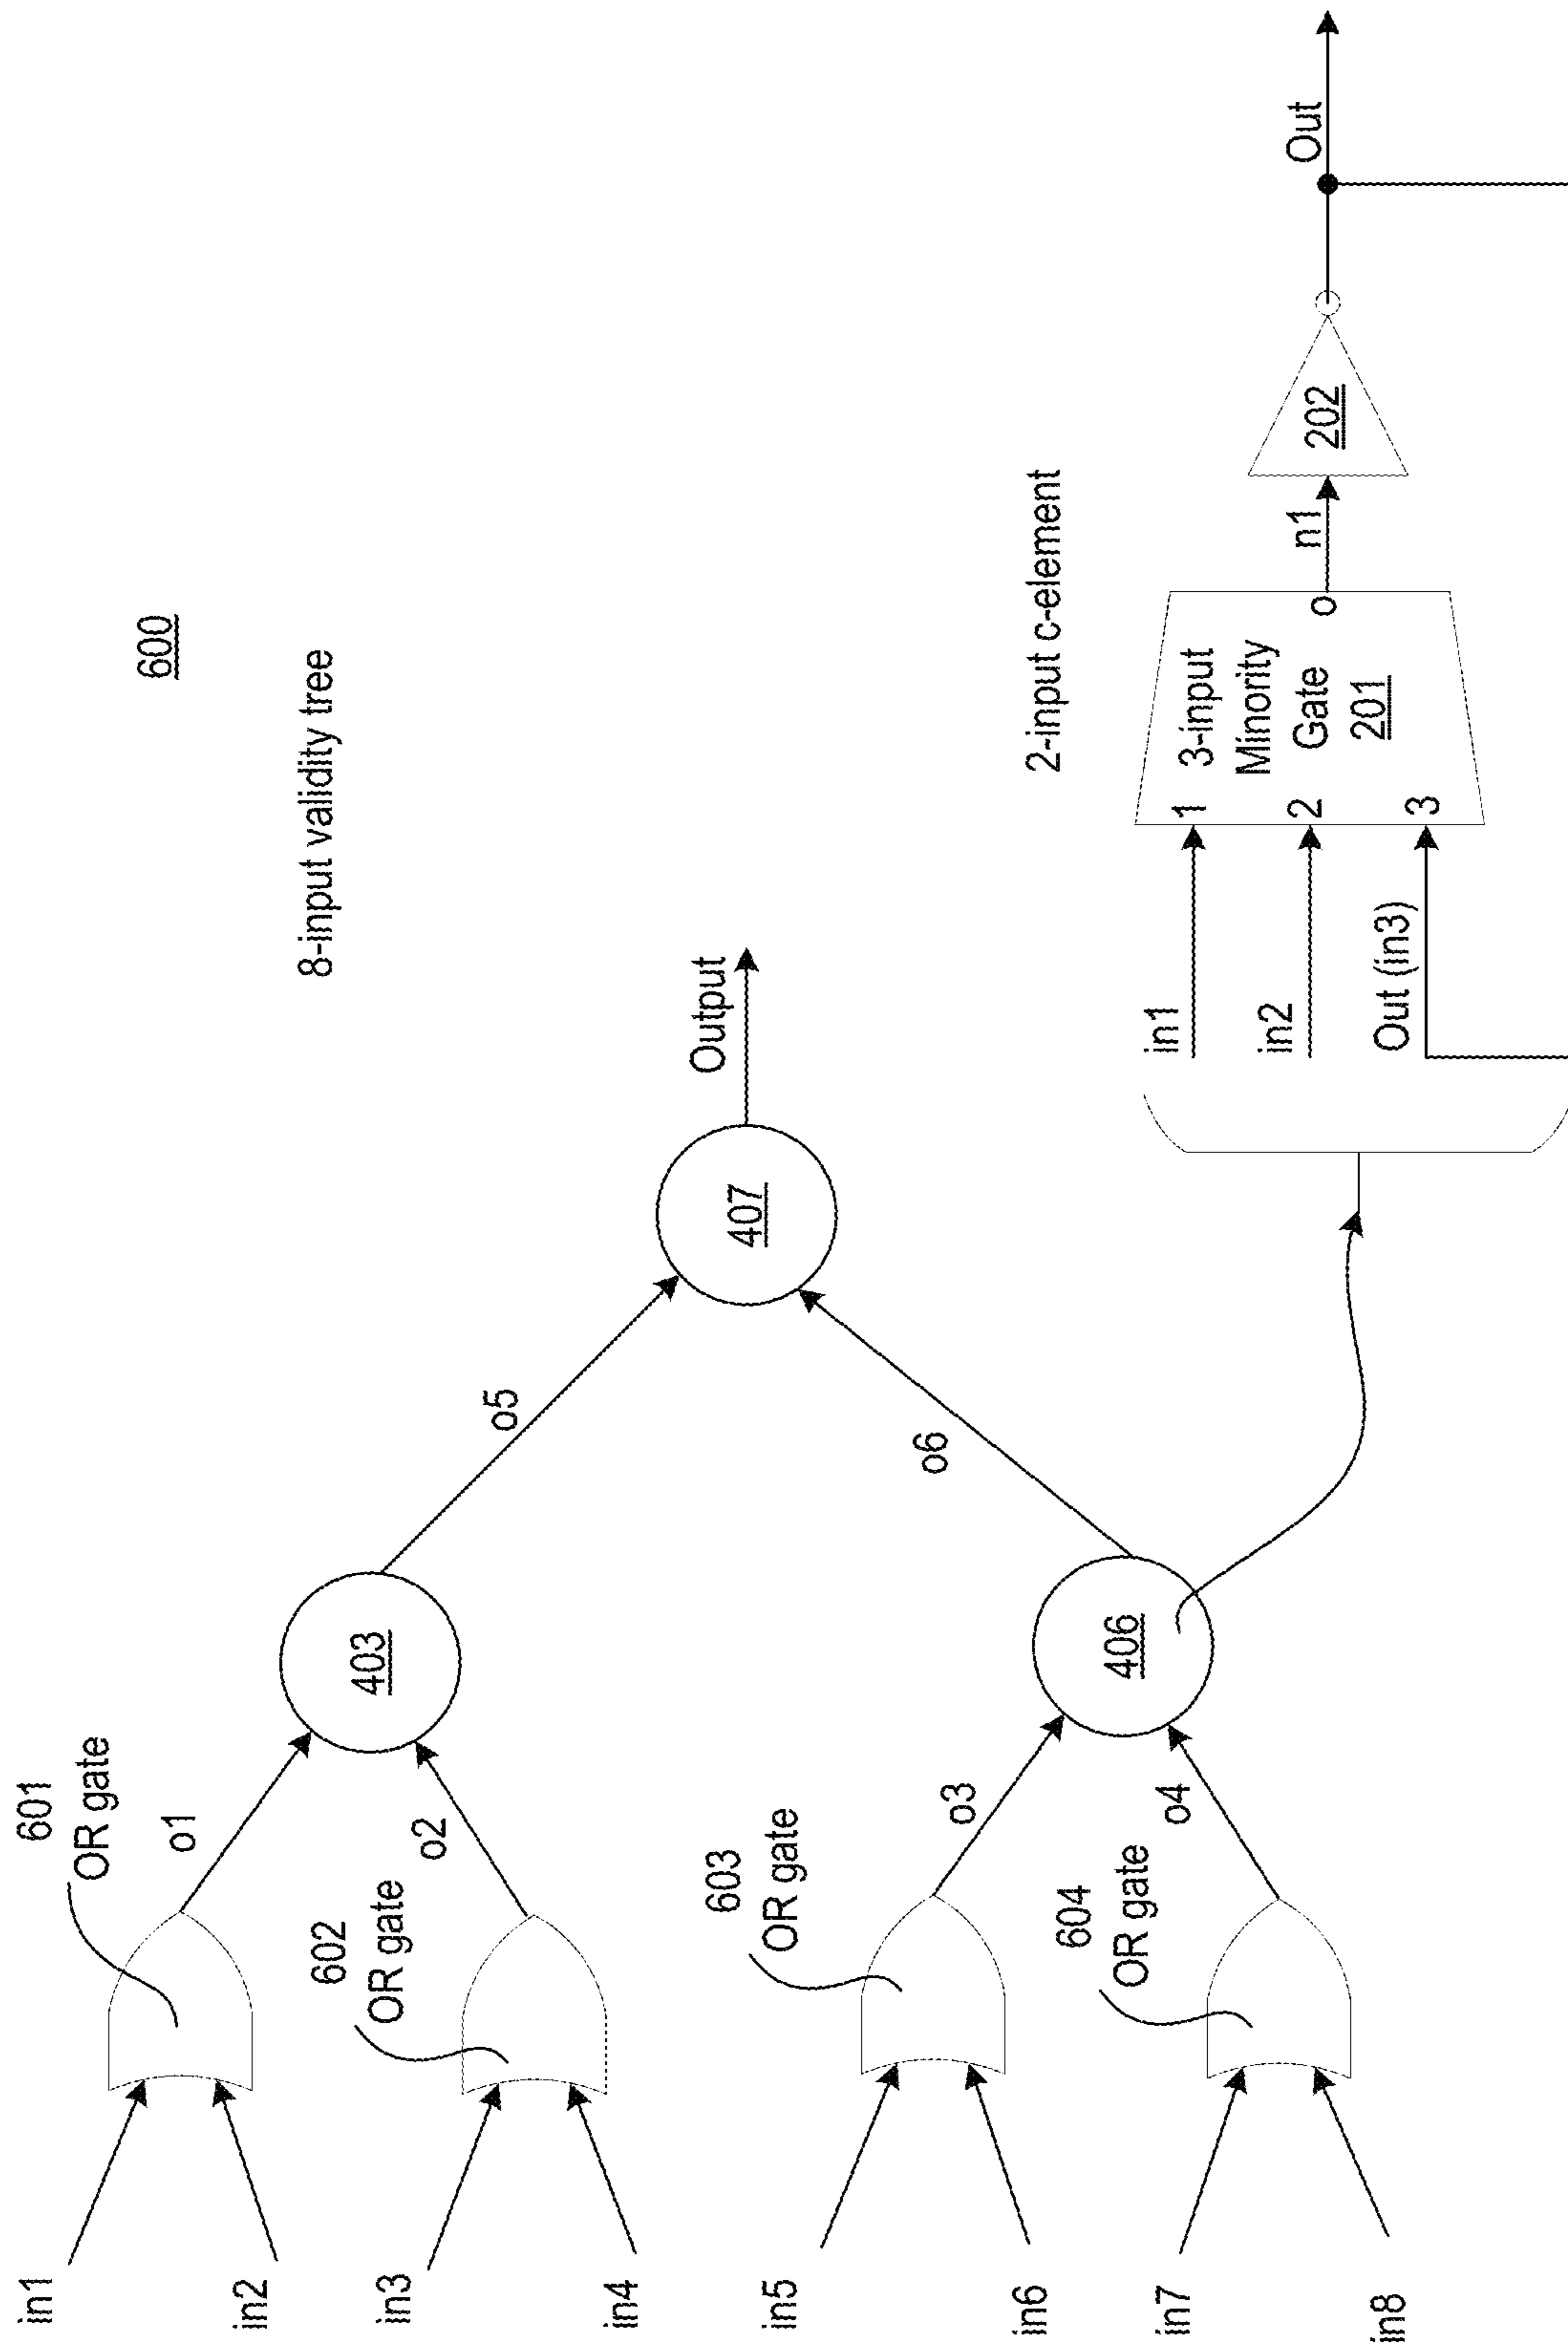 600
8-input validity tree
in1
in2
in3
in4
in5
in6
in7
in8
601
OR gate
602
OR gate
603
OR gate
604
OR gate
o1
o2
o3
o4
403
406
o5
o6
407
Output
2-input c-element
in1
in2
Out (in3)
1
2
3
3-input
Minority
Gate
201
o
n1
202
Out